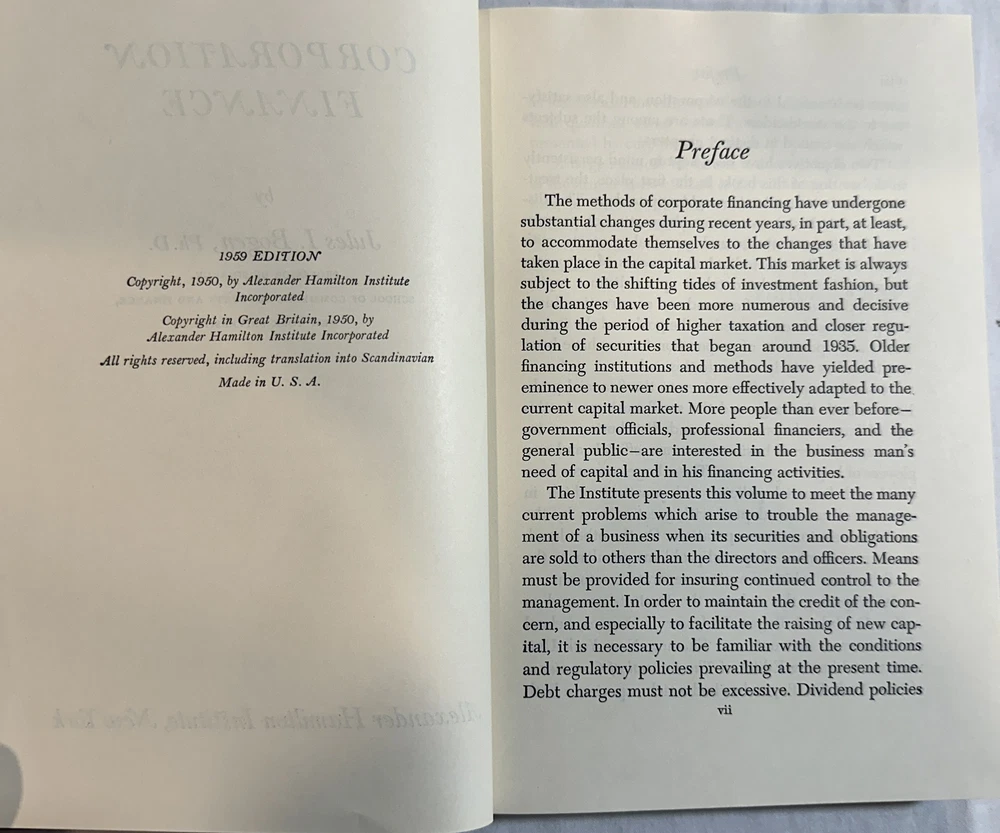 CORPORATION
FINANCE
by
Jules I. Bogen, PH.D.
Alexander Hamilton Institute, New York
1959 EDITION
Copyright, 1950, by Alexander Hamilton Institute
Incorporated
Copyright in Great Britain, 1950, by
Alexander Hamilton Institute Incorporated
All rights reserved, including translation into Scandinavian
Made in U. S. A.
Preface
The methods of corporate financing have undergone
substantial changes during recent years, in part, at least,
to accommodate themselves to the changes that have
taken place in the capital market. This market is always
subject to the shifting tides of investment fashion, but
the changes have been more numerous and decisive
during the period of higher taxation and closer regu-
lation of securities that began around 1935. Older
financing institutions and methods have yielded pre-
eminence to newer ones more effectively adapted to the
current capital market. More people than ever before—
government officials, professional financiers, and the
general public—are interested in the business man's
need of capital and in his financing activities.
The Institute presents this volume to meet the many
current problems which arise to trouble the manage-
ment of a business when its securities and obligations
are sold to others than the directors and officers. Means
must be provided for insuring continued control to the
management. In order to maintain the credit of the con-
cern, and especially to facilitate the raising of new cap-
ital, it is necessary to be familiar with the conditions
and regulatory policies prevailing at the present time.
Debt charges must not be excessive. Dividend policies
vii